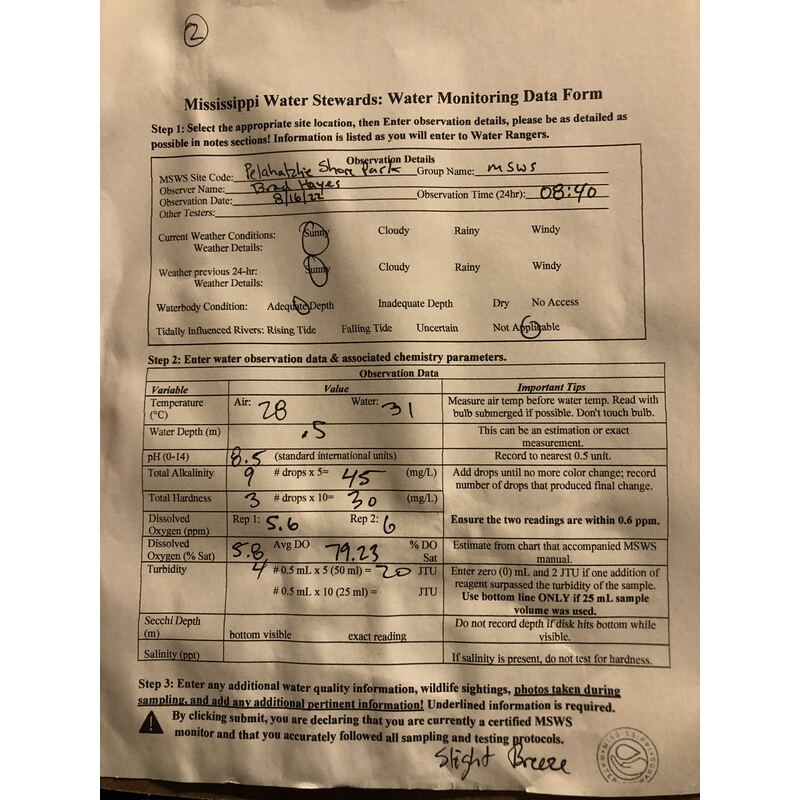 2
Mississippi Water Stewards: Water Monitoring Data Form
Step 1: Select the appropriate site location, then Enter observation details, please be as detailed as
possible in notes sections! Information is listed as you will enter to Water Rangers.
Observation Details
MSWS Site Code: Pelahatchie Shore Park Group Name: MSWS
Observer Name: Brad Hayes
Observation Date: 8/16/22 Observation Time (24hr): 08:40
Other Testers:
Current Weather Conditions: Sunny Cloudy Rainy Windy
Weather Details:
Weather previous 24-hr: Sunny Cloudy Rainy Windy
Weather Details:
Waterbody Condition: Adequate Depth Inadequate Depth Dry No Access
Tidally Influenced Rivers: Rising Tide Falling Tide Uncertain Not Applicable
Step 2: Enter water observation data & associated chemistry parameters.
Observation Data
Variable Value Important Tips
Temperature Air: 28 Water: 31 Measure air temp before water temp. Read with
(°C) bulb submerged if possible. Don't touch bulb.
Water Depth (m) .5 This can be an estimation or exact
measurement.
pH (0-14) 8.5 (standard international units) Record to nearest 0.5 unit.
Total Alkalinity 9 # drops x 5= 45 (mg/L) Add drops until no more color change; record
number of drops that produced final change.
Total Hardness 3 # drops x 10= 30 (mg/L)
Dissolved Rep 1: 5.6 Rep 2: 6 Ensure the two readings are within 0.6 ppm.
Oxygen (ppm)
Dissolved 5.8 Avg DO 79.23 % DO Estimate from chart that accompanied MSWS
Oxygen (% Sat) Sat manual.
Turbidity 4 # 0.5 mL x 5 (50 ml) = 20 JTU Enter zero (0) mL and 2 JTU if one addition of
reagent surpassed the turbidity of the sample.
# 0.5 mL x 10 (25 ml) = JTU Use bottom line ONLY if 25 mL sample
volume was used.
Secchi Depth Do not record depth if disk hits bottom while
(m) bottom visible exact reading visible.
Salinity (ppt) If salinity is present, do not test for hardness.
Step 3: Enter any additional water quality information, wildlife sightings, photos taken during
sampling, and add any additional pertinent information! Underlined information is required.
By clicking submit, you are declaring that you are currently a certified MSWS
monitor and that you accurately followed all sampling and testing protocols.
Slight Breeze
MISSISSIPPI WATER STEWARDS